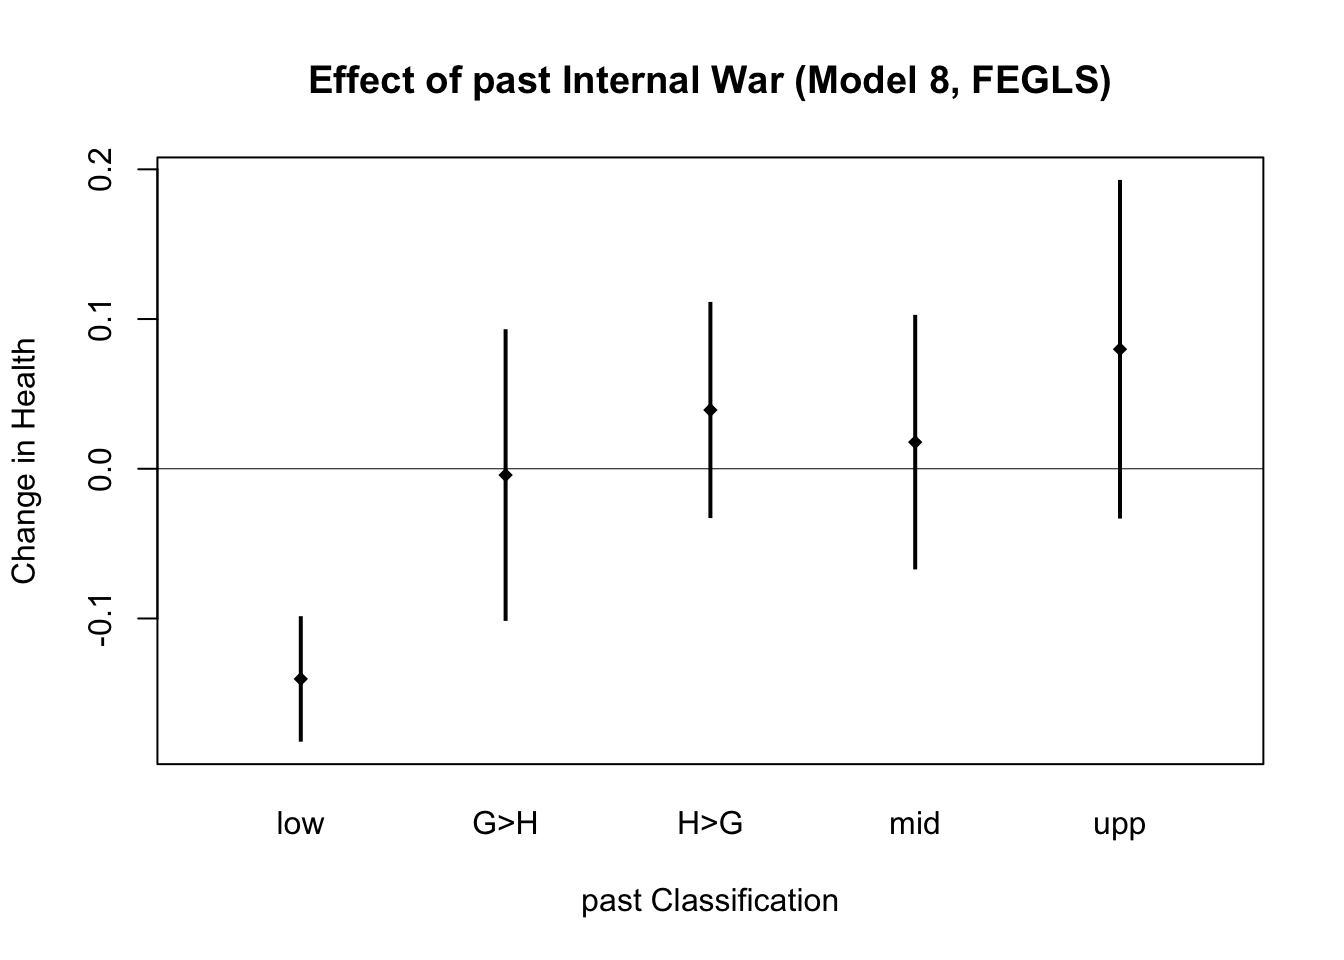 Effect of past Internal War (Model 8, FEGLS)
Change in Health
0.2
0.1
0.0
-0.1
low G>H H>G mid upp
past Classification